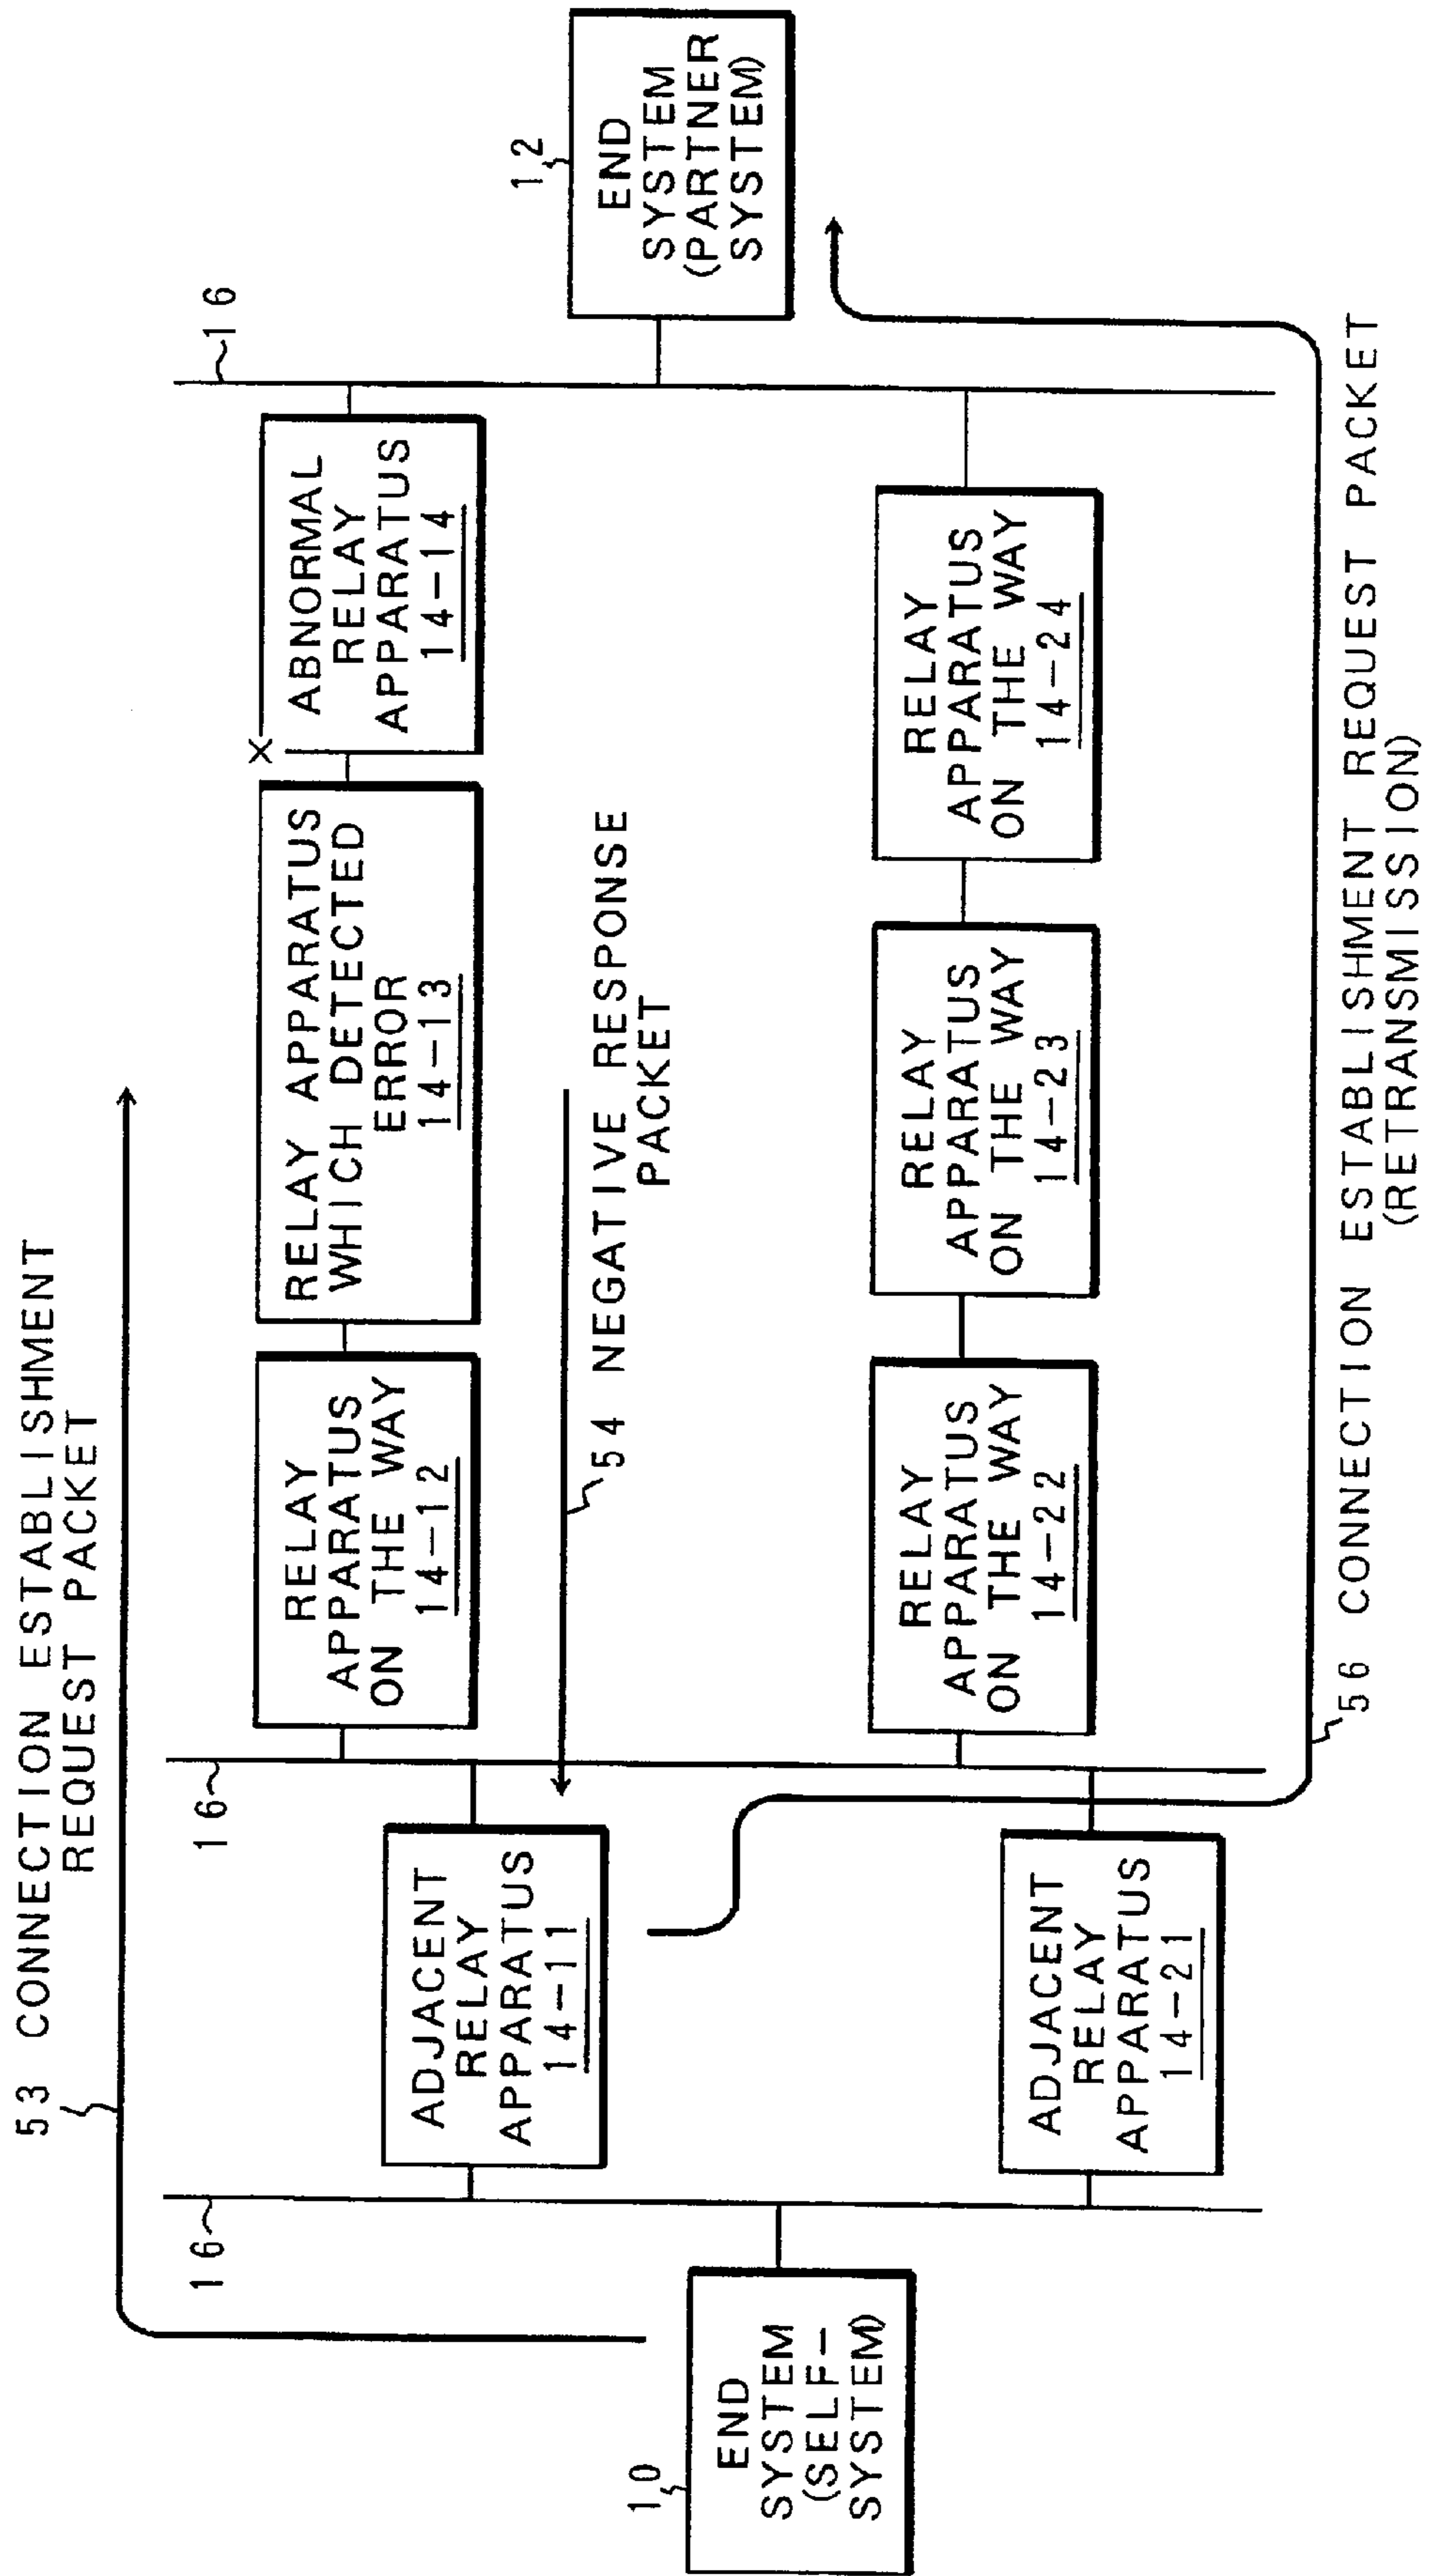 53 CONNECTION ESTABLISHMENT
REQUEST PACKET
10
END
SYSTEM
(SELF-
SYSTEM)
16
ADJACENT
RELAY
APPARATUS
14-11
16
RELAY
APPARATUS
ON THE WAY
14-12
RELAY APPARATUS
WHICH DETECTED
ERROR
14-13
X
ABNORMAL
RELAY
APPARATUS
14-14
16
12
END
SYSTEM
(PARTNER
SYSTEM)
54 NEGATIVE RESPONSE
PACKET
ADJACENT
RELAY
APPARATUS
14-21
RELAY
APPARATUS
ON THE WAY
14-22
RELAY
APPARATUS
ON THE WAY
14-23
RELAY
APPARATUS
ON THE WAY
14-24
56 CONNECTION ESTABLISHMENT REQUEST PACKET
(RETRANSMISSION)